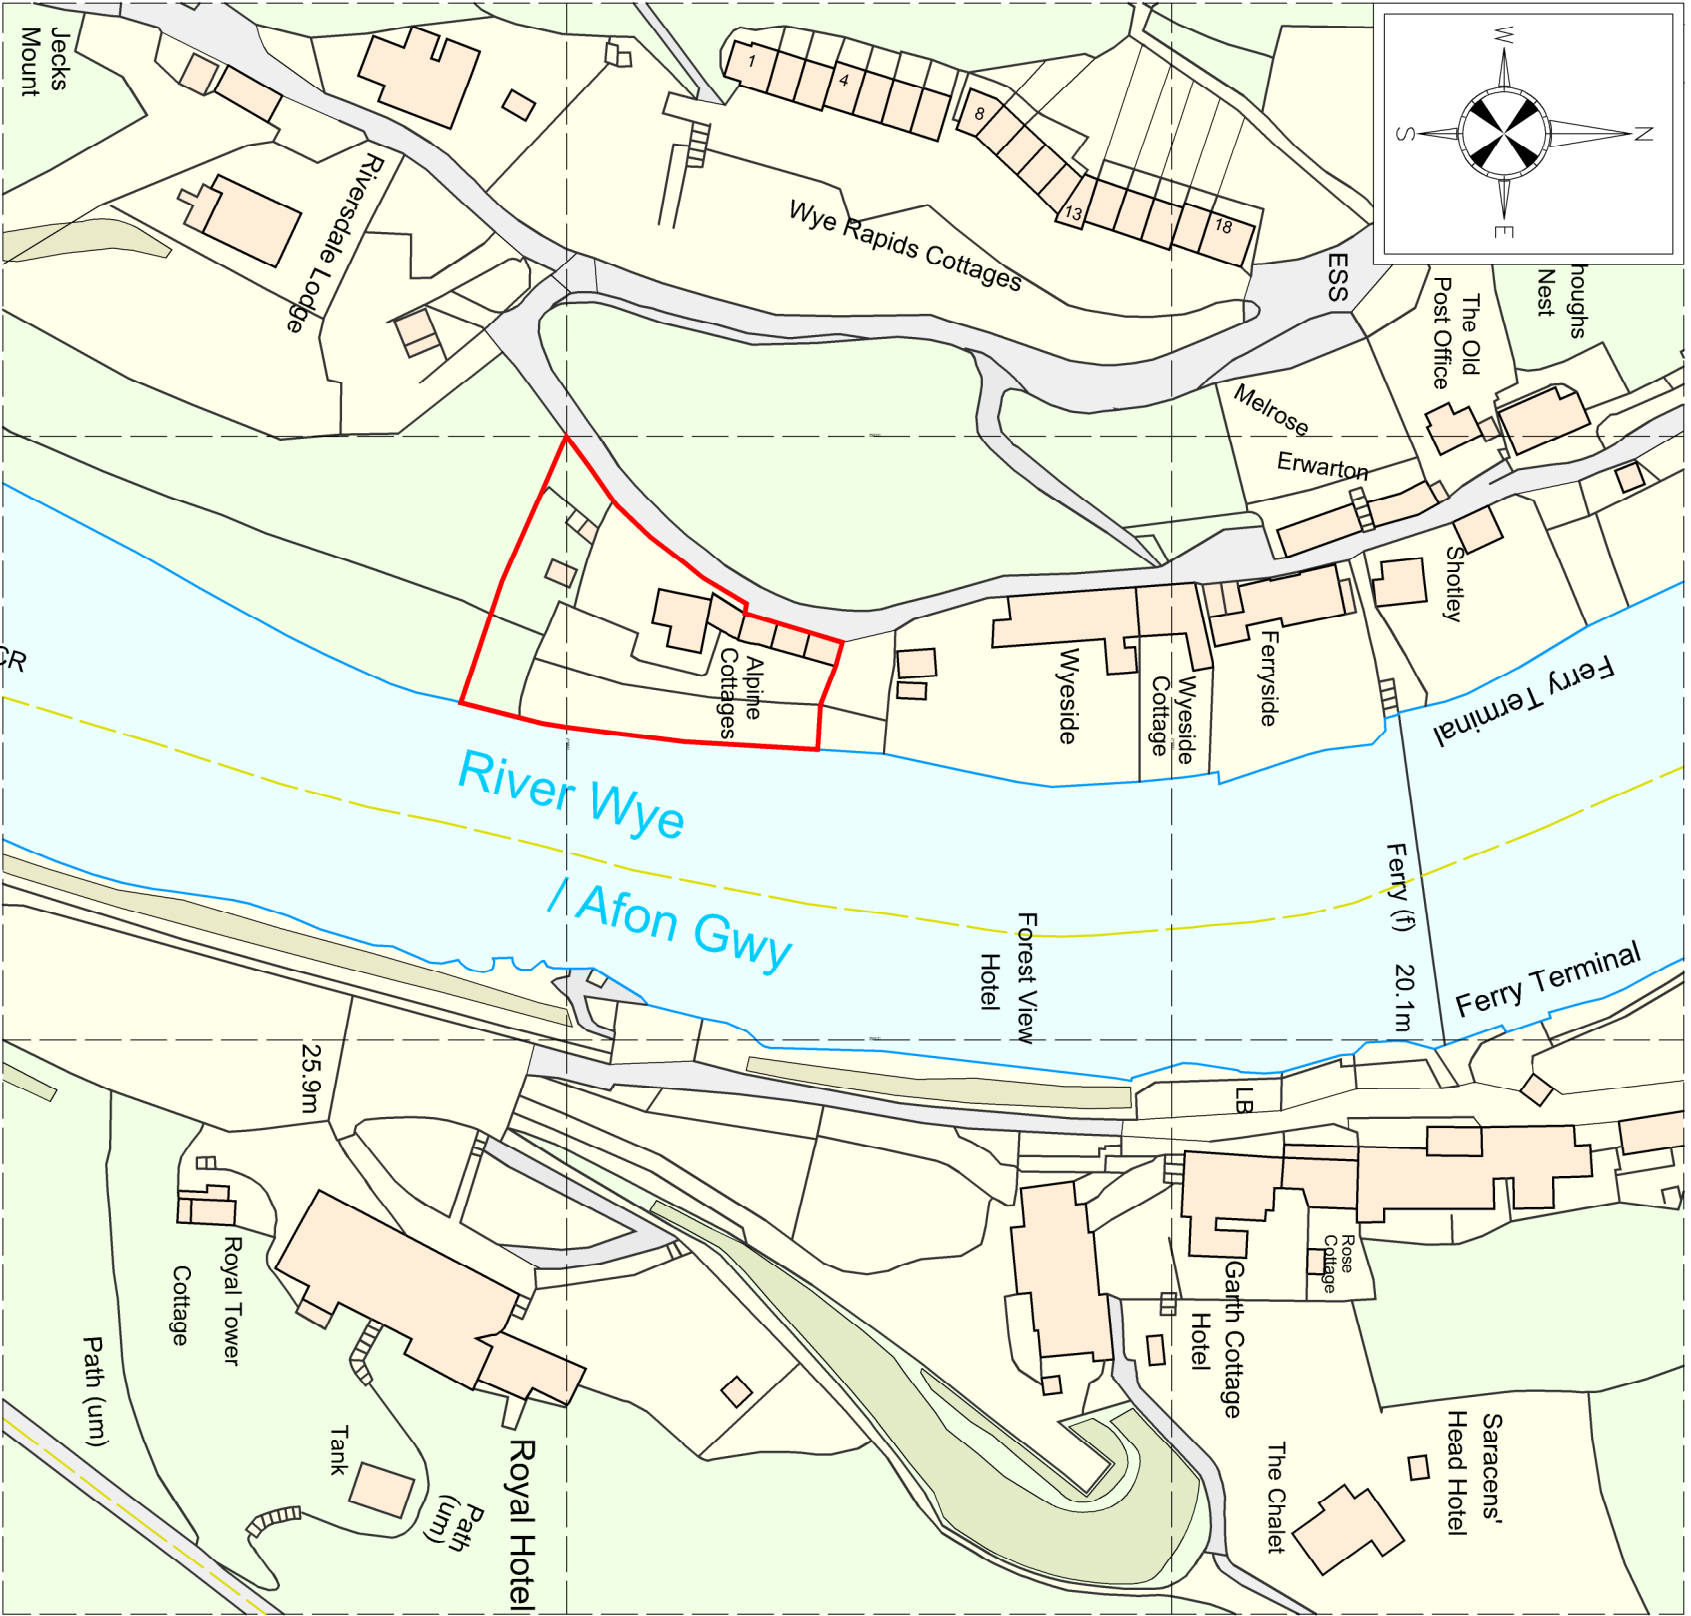 Jecks
Mount
1
4
8
13
18
W
N
S
E
Riversdale Lodge
Wye Rapids Cottages
ESS
The Old
Post Office
houghs
Nest
Melrose
Erwarton
Shotley
Alpine
Cottages
Wyeside
Wyeside
Cottage
Ferryside
Ferry Terminal
CR
River Wye
/ Afon Gwy
Forest View
Hotel
Ferry (f)
20.1m
Ferry Terminal
25.9m
LB
Royal Tower
Cottage
Rose
Cottage
Garth Cottage
Hotel
Path (um)
Tank
Path
(um)
Royal Hotel
The Chalet
Saracens'
Head Hotel